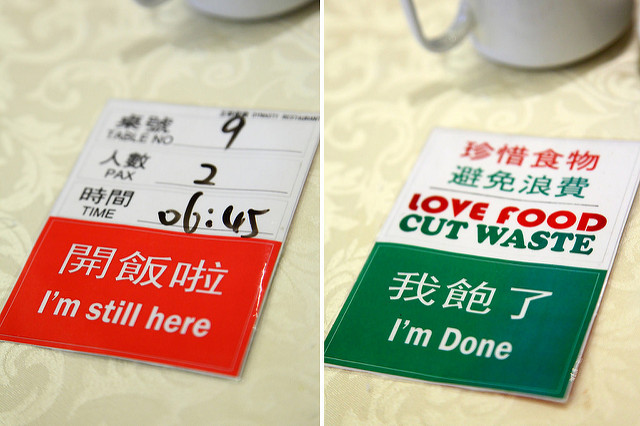 桌號 9
TABLE NO
人數 2
PAX
時間 06:45
TIME
開飯啦
I'm still here
珍惜食物
避免浪費
LOVE FOOD
CUT WASTE
我飽了
I'm Done